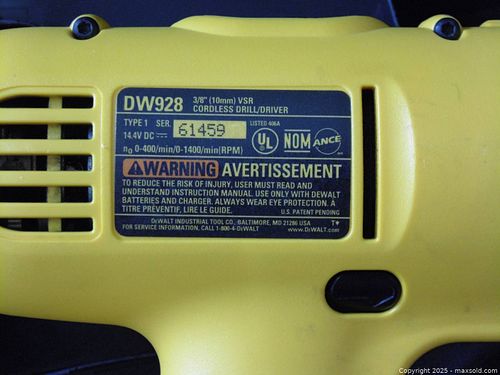 DW928 3/8" (10mm) VSR
CORDLESS DRILL/DRIVER
TYPE 1 SER. 61459 LISTED 406A
14.4V DC UL NOM ANCE
n0 0-400/min/0-1400/min(RPM)
WARNING AVERTISSEMENT
TO REDUCE THE RISK OF INJURY, USER MUST READ AND
UNDERSTAND INSTRUCTION MANUAL. USE ONLY WITH DEWALT
BATTERIES AND CHARGER. ALWAYS WEAR EYE PROTECTION. A
TITRE PRÉVENTIF, LIRE LE GUIDE. U.S. PATENT PENDING
DEWALT INDUSTRIAL TOOL CO., BALTIMORE, MD 21286 USA
FOR SERVICE INFORMATION, CALL 1-800-4-DEWALT www.DEWALT.com
Copyright © 2025 - maxsold.com